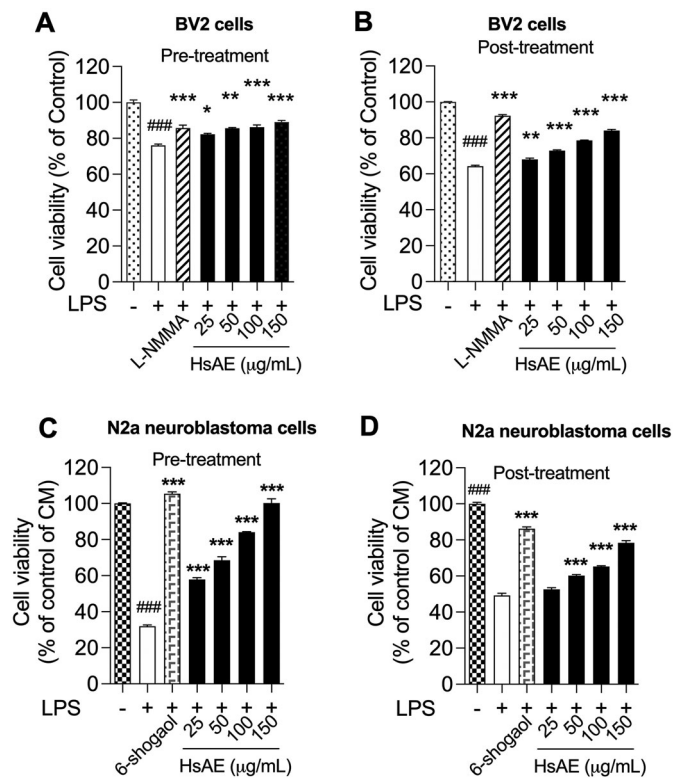 A
BV2 cells
Pre-treatment
Cell viability (% of Control)
120
100
80
60
40
20
0
###
***
*
**
***
***
LPS
- + + + + + +
L-NMMA
25
50
100
150
HsAE (μg/mL)
B
BV2 cells
Post-treatment
Cell viability (% of Control)
120
100
80
60
40
20
0
###
***
**
***
***
***
LPS
- + + + + + +
L-NMMA
25
50
100
150
HsAE (μg/mL)
C
N2a neuroblastoma cells
Pre-treatment
Cell viability
(% of control of CM)
120
100
80
60
40
20
0
###
***
***
***
***
***
LPS
- + + + + + +
6-shogaol
25
50
100
150
HsAE (μg/mL)
D
N2a neuroblastoma cells
Post-treatment
Cell viability
(% of control of CM)
120
100
80
60
40
20
0
###
***
***
***
***
LPS
- + + + + + +
6-shogaol
25
50
100
150
HsAE (μg/mL)